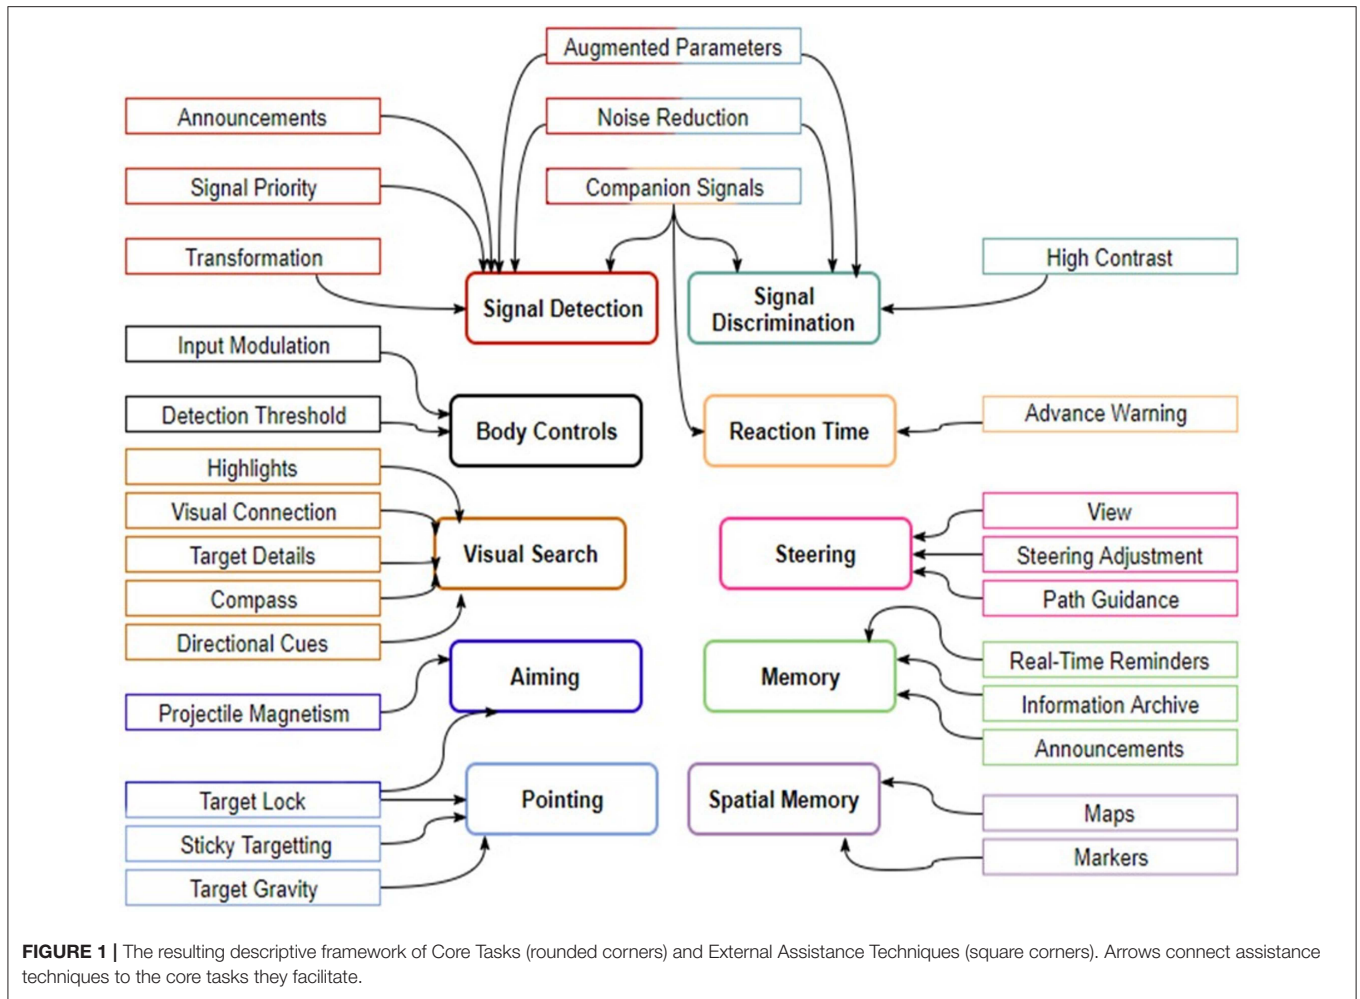 Augmented Parameters
Announcements
Noise Reduction
Signal Priority
Companion Signals
Transformation
High Contrast
Signal Detection
Signal
Discrimination
Input Modulation
Detection Threshold
Body Controls
Reaction Time
Advance Warning
Highlights
Visual Connection
Target Details
Compass
Directional Cues
Visual Search
Steering
View
Steering Adjustment
Path Guidance
Projectile Magnetism
Aiming
Memory
Real-Time Reminders
Information Archive
Announcements
Target Lock
Sticky Targetting
Target Gravity
Pointing
Spatial Memory
Maps
Markers
FIGURE 1 | The resulting descriptive framework of Core Tasks (rounded corners) and External Assistance Techniques (square corners). Arrows connect assistance
techniques to the core tasks they facilitate.